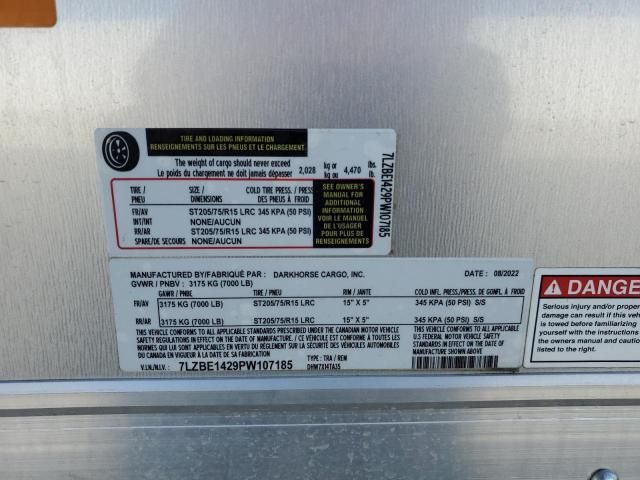 TIRE AND LOADING INFORMATION
RENSEIGNEMENTS SUR LES PNEUS ET LE CHARGEMENT
The weight of cargo should never exceed
Le poids du chargement ne doit jamais dépasser 2,028 kg or kg ou 4,470 lbs. lb.
TIRE / PNEU SIZE / DIMENSIONS COLD TIRE PRESS. / PRESS DES PNEUS À FROID
FR/AV ST205/75/R15 LRC 345 KPA (50 PSI)
INT/INT NONE/AUCUN
RR/AR ST205/75/R15 LRC 345 KPA (50 PSI)
SPARE/DE SECOURS NONE/AUCUN
SEE OWNER'S
MANUAL FOR
ADDITIONAL
INFORMATION
VOIR LE MANUEL
DE L'USAGER
POUR PLUS DE
RENSEIGNEMENTS
7LZBE1429PW107185
MANUFACTURED BY/FABRIQUÉ PAR : DARKHORSE CARGO, INC. DATE : 08/2022
GVWR / PNBV : 3175 KG (7000 LB)
GAWR / PNBE TIRE / PNEU RIM / JANTE COLD INFL. PRESS./PRESS. DE GONFL. À FROID
FR/AV 3175 KG (7000 LB) ST205/75/R15 LRC 15" X 5" 345 KPA (50 PSI) S/S
RR/AR 3175 KG (7000 LB) ST205/75/R15 LRC 15" X 5" 345 KPA (50 PSI) S/S
THIS VEHICLE CONFORMS TO ALL APPLICABLE STANDARDS PRESCRIBED UNDER THE CANADIAN MOTOR VEHICLE
SAFETY REGULATIONS IN EFFECT ON THE DATE OF MANUFACTURE / CE VÉHICULE EST CONFORME À TOUTES LES
NORMES QUI LUI SONT APPLICABLES EN VERTU DU RÈGLEMENT SUR LA SÉCURITÉ DES VÉHICULES AUTOMOBILES
DU CANADA EN VIGUEUR À LA DATE DE SA FABRICATION
THIS VEHICLE CONFORMS TO ALL APPLICABLE
U.S FEDERAL MOTOR VEHICLE SAFETY
STANDARDS IN EFFECT ON THE DATE OF
MANUFACTURE SHOWN ABOVE
V.I.N./N.I.V. : 7LZBE1429PW107185 TYPE : TRA / REM
DHW7X14TA35
DANGER
Serious injury and/or proper
damage can result if this vehicle
is towed before familiarizing
yourself with the instructions
the owners manual and cautions
listed to the right.